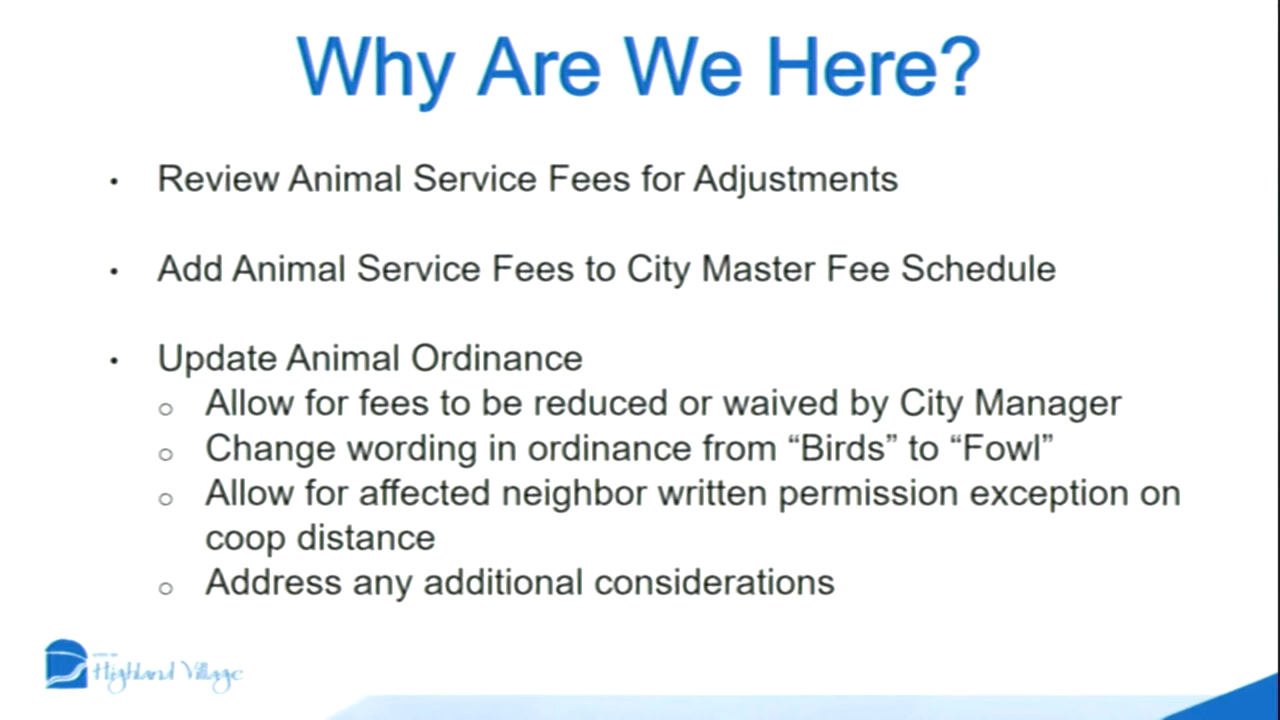 Why Are We Here?
• Review Animal Service Fees for Adjustments
• Add Animal Service Fees to City Master Fee Schedule
• Update Animal Ordinance
o Allow for fees to be reduced or waived by City Manager
o Change wording in ordinance from “Birds” to “Fowl”
o Allow for affected neighbor written permission exception on
coop distance
o Address any additional considerations
Highland Village